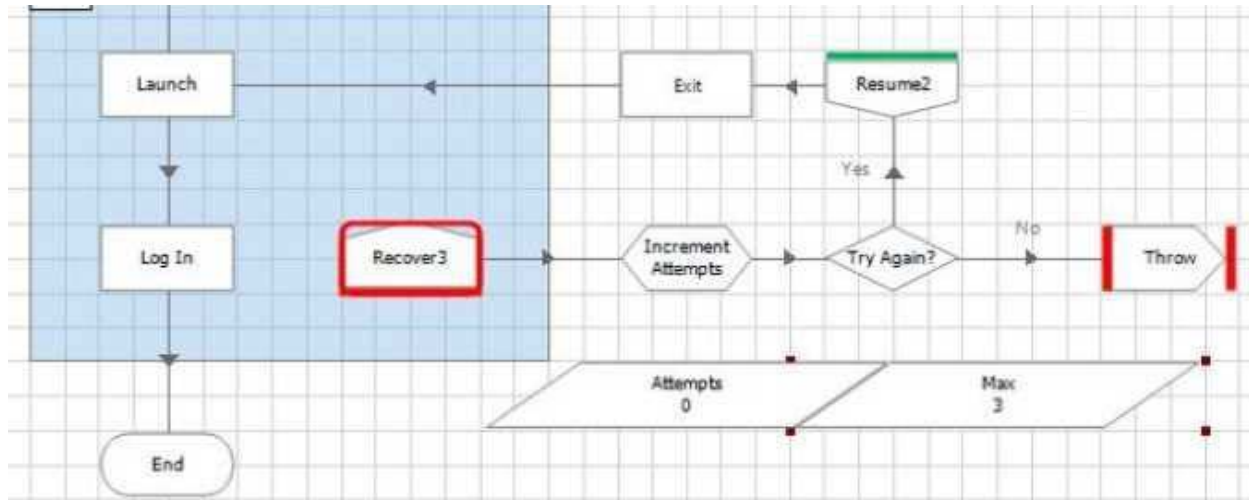 Launch
Exit
Resume2
Yes
Log In
Recover3
Increment
Attempts
Try Again?
No
Throw
Attempts
0
Max
3
End